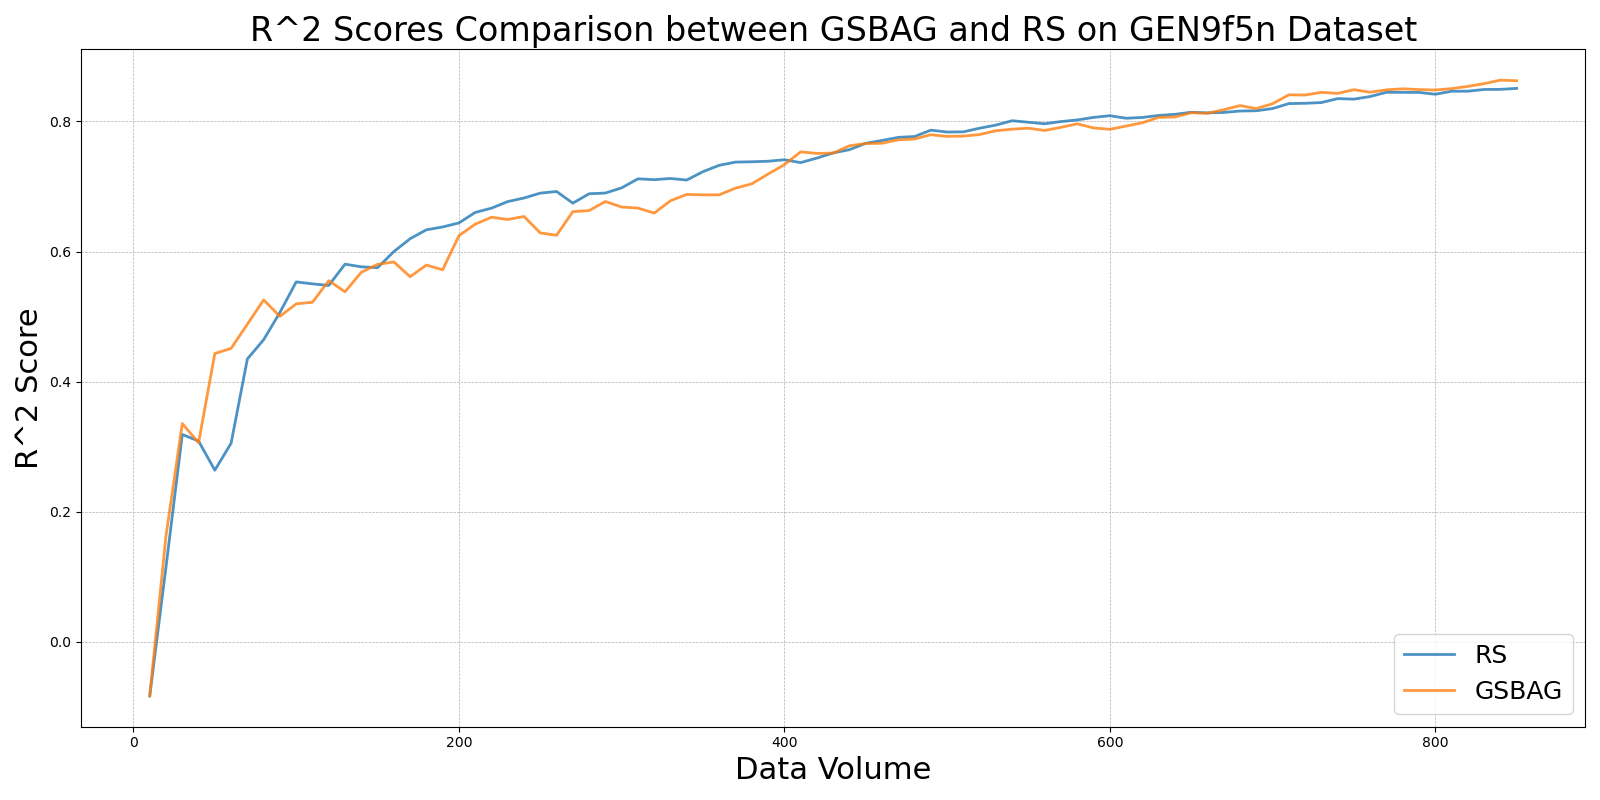 R^2 Scores Comparison between GSBAG and RS on GEN9f5n Dataset
R^2 Score
0.8
0.6
0.4
0.2
0.0
0 200 400 600 800
Data Volume
RS
GSBAG